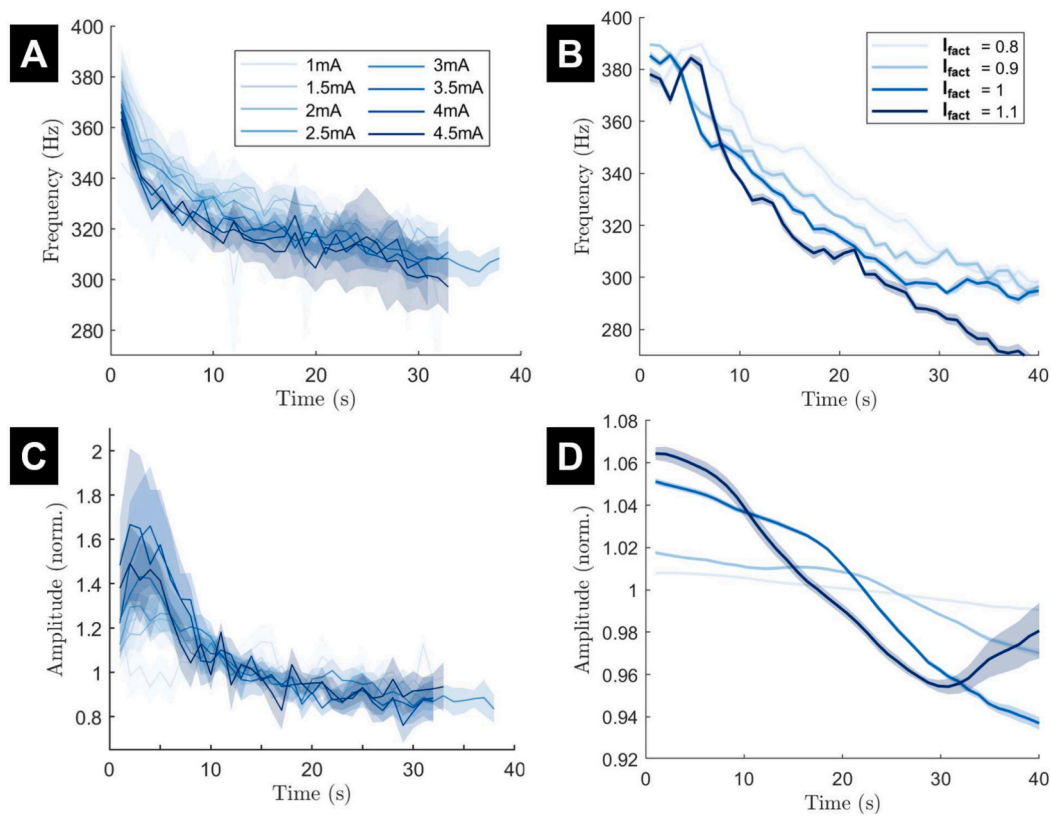 A
400
380
360
340
320
300
280
Frequency (Hz)
1mA 3mA
1.5mA 3.5mA
2mA 4mA
2.5mA 4.5mA
0 10 20 30 40
Time (s)
B
400
380
360
340
320
300
280
Frequency (Hz)
I fact = 0.8
I fact = 0.9
I fact = 1
I fact = 1.1
0 10 20 30 40
Time (s)
C
2
1.8
1.6
1.4
1.2
1
0.8
Amplitude (norm.)
0 10 20 30 40
Time (s)
D
1.08
1.06
1.04
1.02
1
0.98
0.96
0.94
0.92
Amplitude (norm.)
0 10 20 30 40
Time (s)